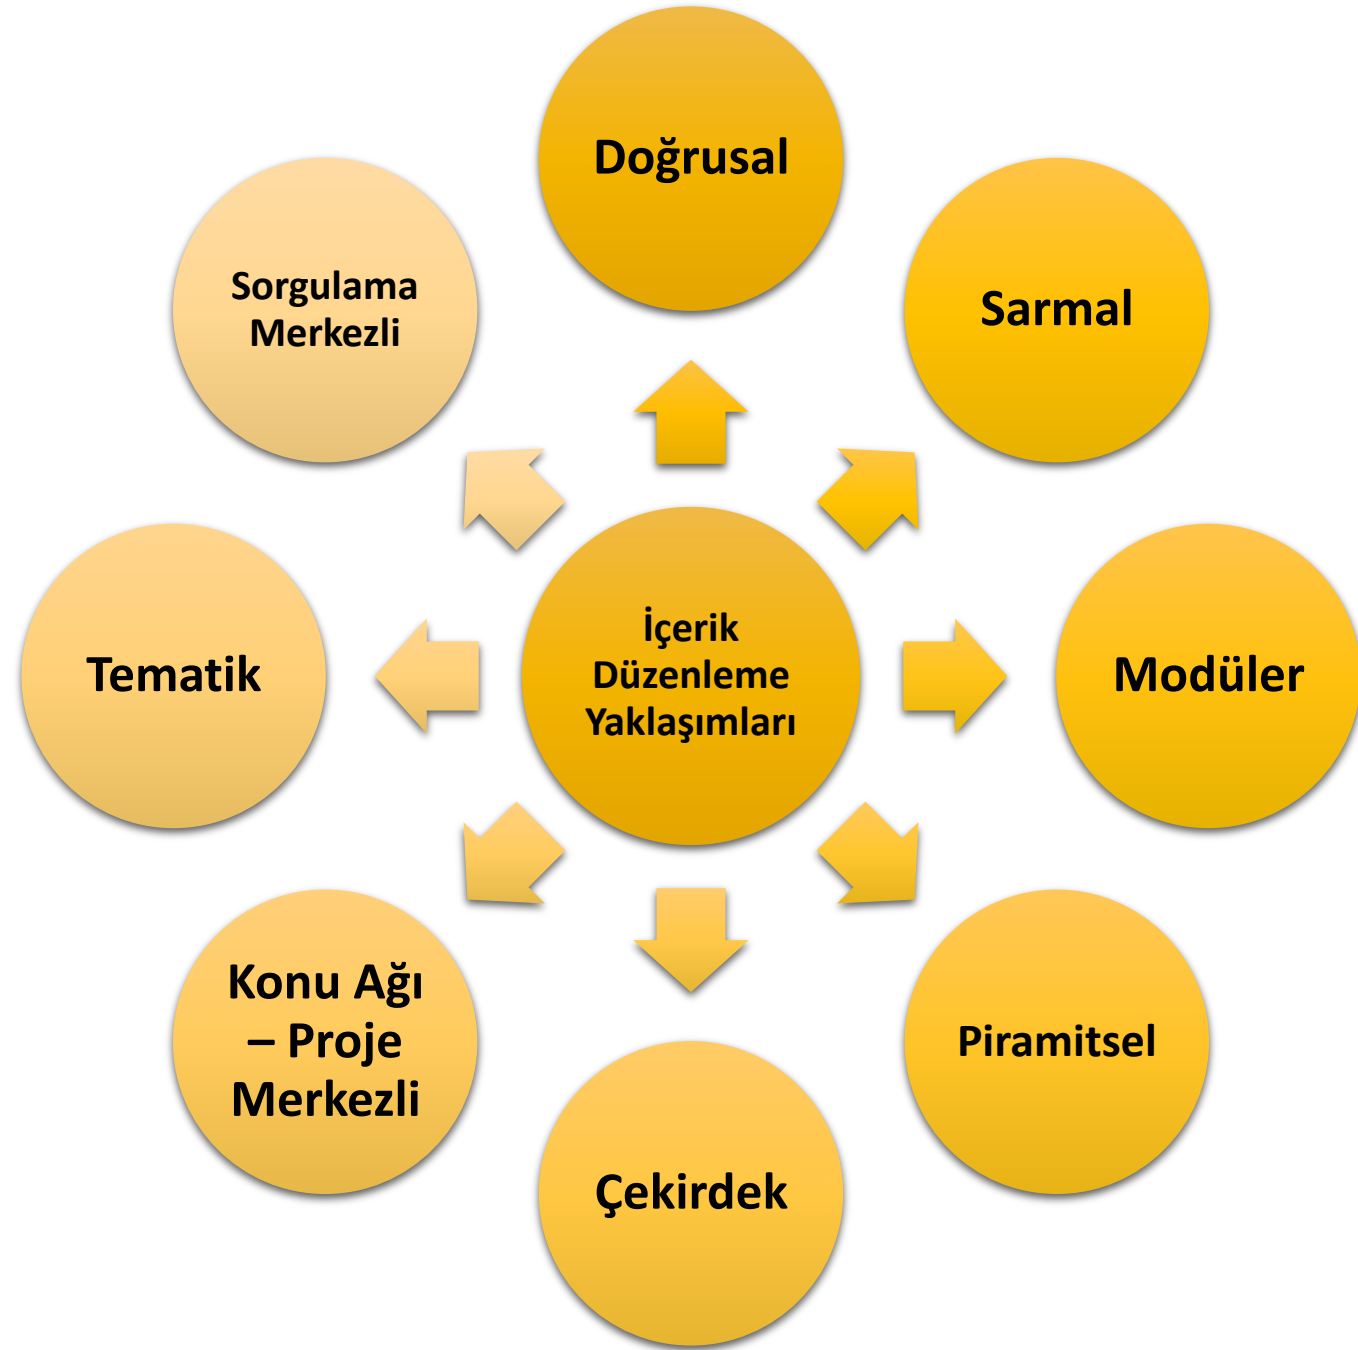 Doğrusal
Sarmal
Modüler
Piramitsel
Çekirdek
Konu Ağı
– Proje
Merkezli
Tematik
Sorgulama
Merkezli
İçerik
Düzenleme
Yaklaşımları